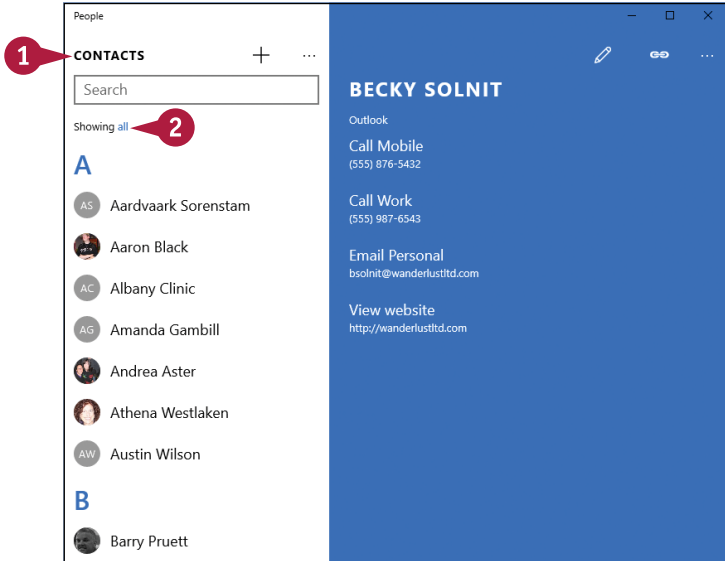 People
1
CONTACTS
Search
Showing all
2
A
AS Aardvaark Sorenstam
Aaron Black
AC Albany Clinic
AG Amanda Gambill
Andrea Aster
Athena Westlaken
AW Austin Wilson
B
Barry Pruett
BECKY SOLNIT
Outlook
Call Mobile
(555) 876-5432
Call Work
(555) 987-6543
Email Personal
bsolnit@wanderlustltd.com
View website
http://wanderlustltd.com